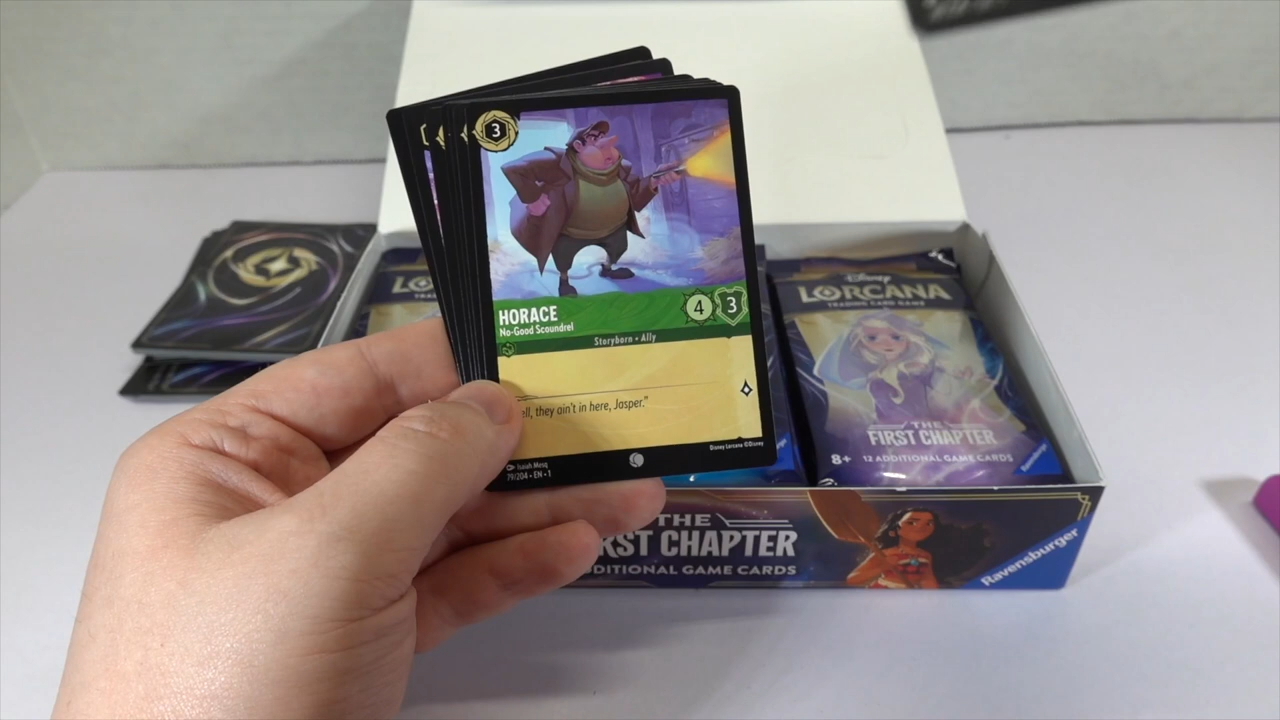 3
HORACE
No-Good Scoundrel
4
3
Storyborn • Ally
ell, they ain't in here, Jasper."
Isaiah Mesq
79/204 • EN • 1
Disney Lorcana ©Disney
LO
Disney
LORCANA
TRADING CARD GAME
THE
FIRST CHAPTER
8+ 12 ADDITIONAL GAME CARDS
Ravensburger
THE
RST CHAPTER
DITIONAL GAME CARDS
Ravensburger